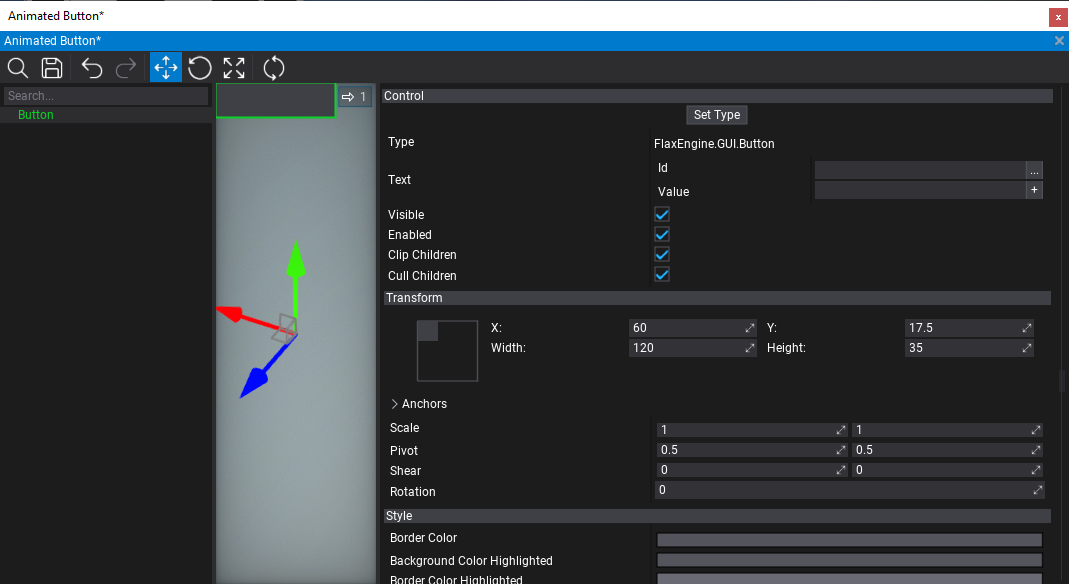 Animated Button*
x
Animated Button*
Search...
Button
1
Control
Set Type
Type
FlaxEngine.GUI.Button
Text
Id
...
Value
+
Visible
Enabled
Clip Children
Cull Children
Transform
X: 60 Y: 17.5
Width: 120 Height: 35
Anchors
Scale 1 1
Pivot 0.5 0.5
Shear 0 0
Rotation 0
Style
Border Color
Background Color Highlighted
Border Color Highlighted